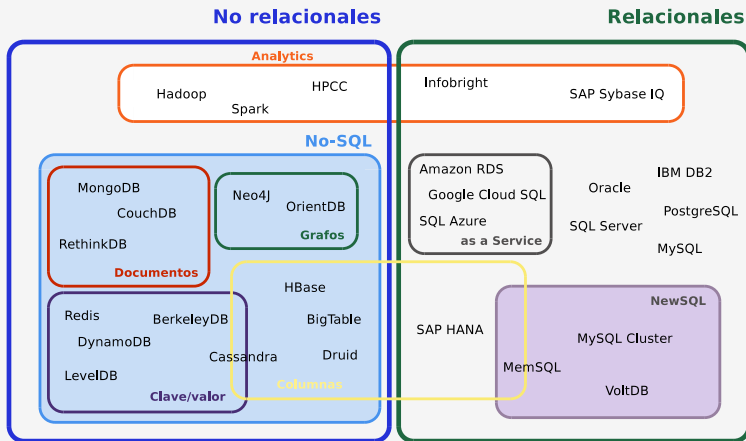 No relacionales
Relacionales
Analytics
Hadoop
Spark
HPCC
Infobright
SAP Sybase IQ
No-SQL
MongoDB
CouchDB
RethinkDB
Documentos
Neo4J
OrientDB
Grafos
Amazon RDS
Google Cloud SQL
SQL Azure
as a Service
Oracle
IBM DB2
SQL Server
PostgreSQL
MySQL
Redis
BerkeleyDB
DynamoDB
LevelDB
Clave/valor
Cassandra
HBase
BigTable
Druid
Columnas
SAP HANA
NewSQL
MySQL Cluster
MemSQL
VoltDB